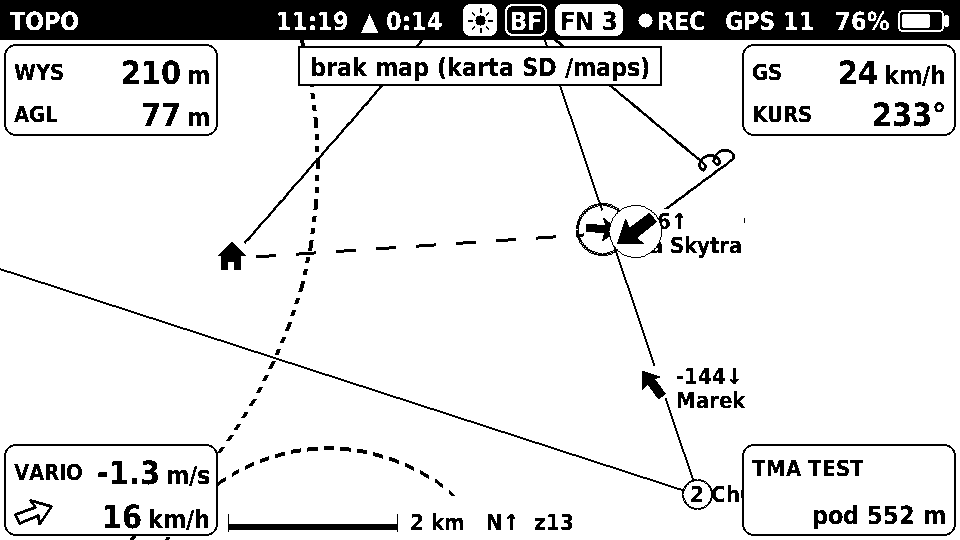 TOPO 11:19 ▲ 0:14 BF FN 3 REC GPS 11 76%
brak map (karta SD /maps)
WYS 210 m
AGL 77 m
GS 24 km/h
KURS 233°
6↑
Skytra
-144↓
Marek
VARIO -1.3 m/s
16 km/h
2 km N↑ z13
2
TMA TEST
pod 552 m